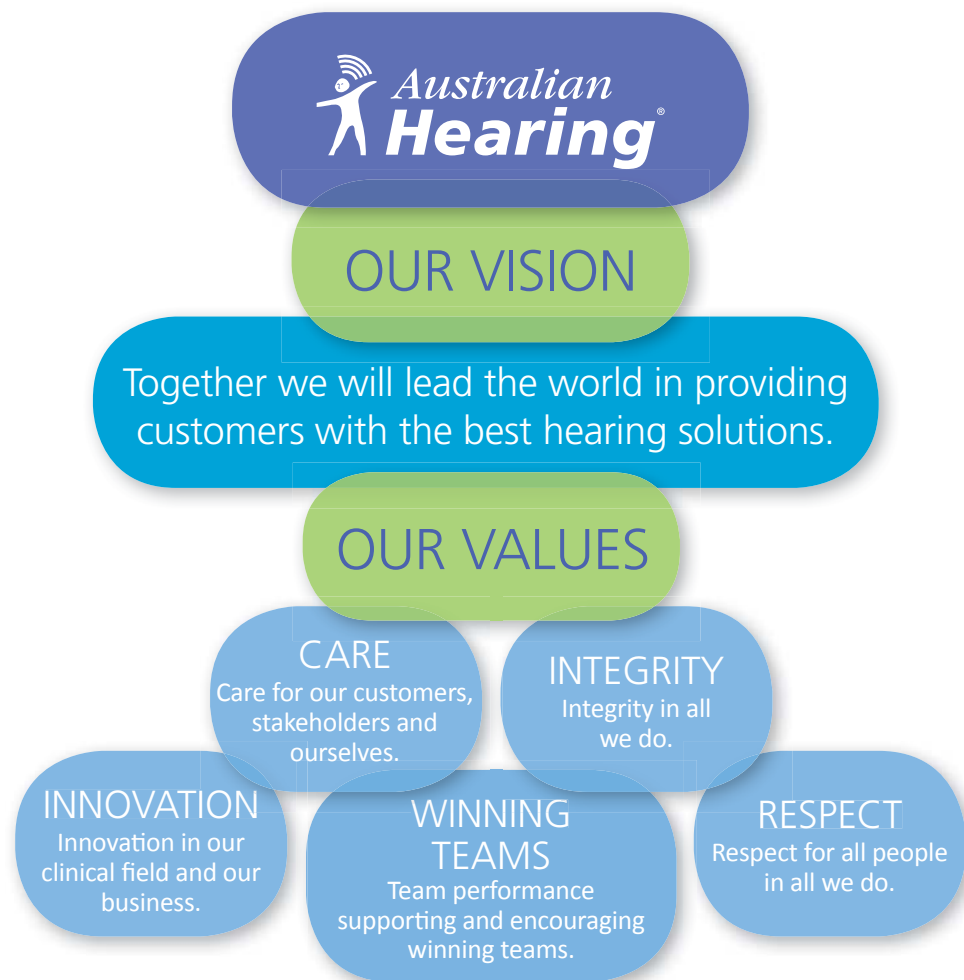 Australian
Hearing®
OUR VISION
Together we will lead the world in providing
customers with the best hearing solutions.
OUR VALUES
CARE
Care for our customers,
stakeholders and
ourselves.
INTEGRITY
Integrity in all
we do.
INNOVATION
Innovation in our
clinical field and our
business.
WINNING
TEAMS
Team performance
supporting and encouraging
winning teams.
RESPECT
Respect for all people
in all we do.